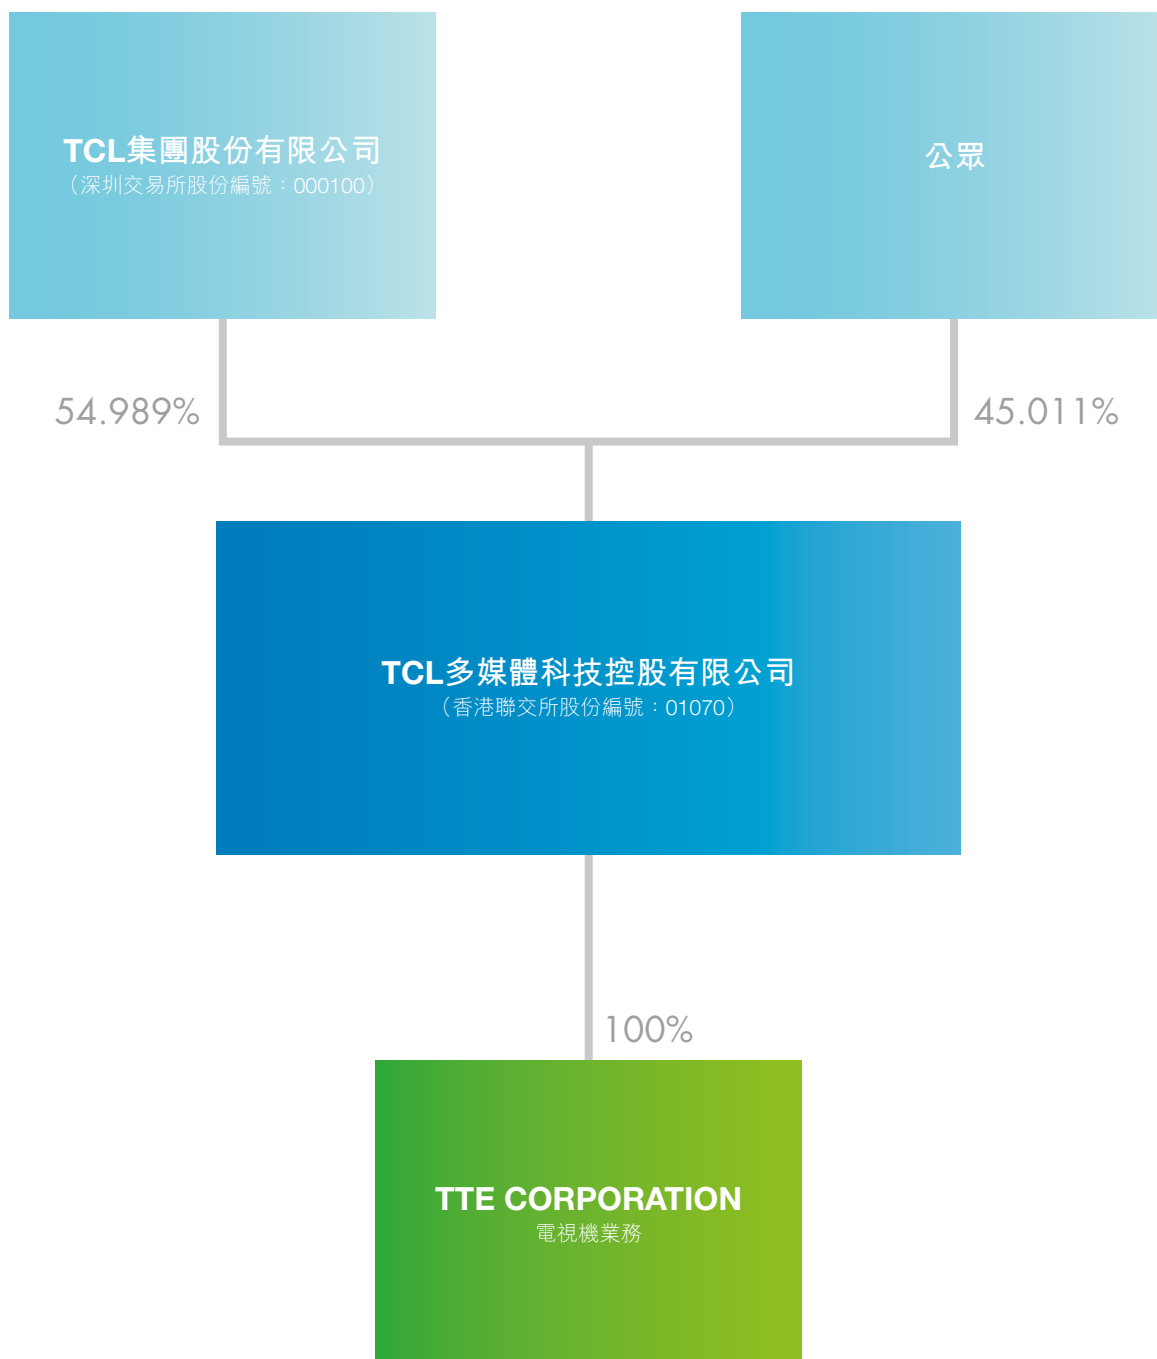 TCL集團股份有限公司
（深圳交易所股份編號：000100）
公眾
54.989%
45.011%
TCL多媒體科技控股有限公司
（香港聯交所股份編號：01070）
100%
TTE CORPORATION
電視機業務